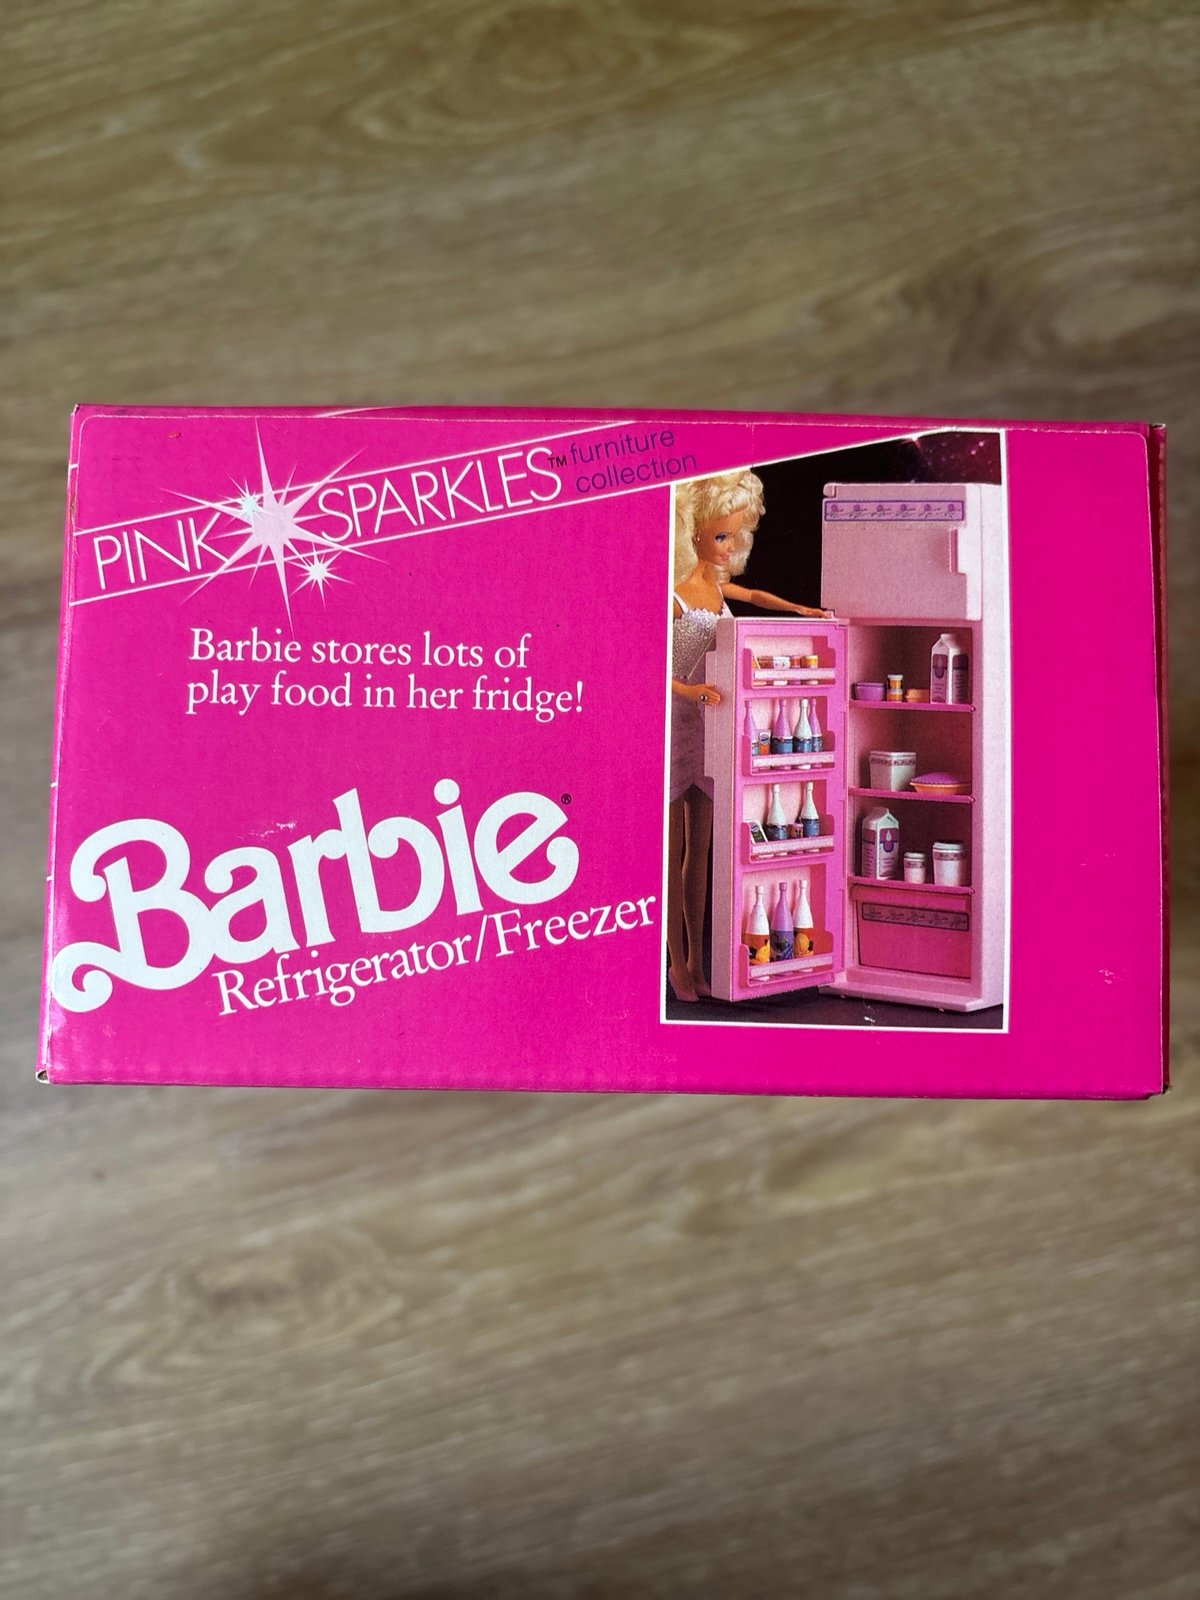 PINK SPARKLES™ furniture
collection
Barbie stores lots of
play food in her fridge!
Barbie®
Refrigerator/Freezer